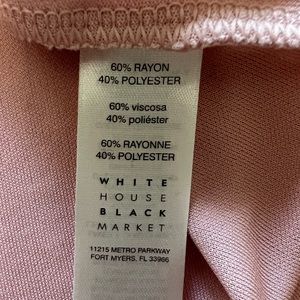 60% RAYON
40% POLYESTER
60% viscosa
40% poliéster
60% RAYONNE
40% POLYESTER
WHITE
HOUSE
BLACK
MARKET
11215 METRO PARKWAY
FORT MYERS, FL 33966